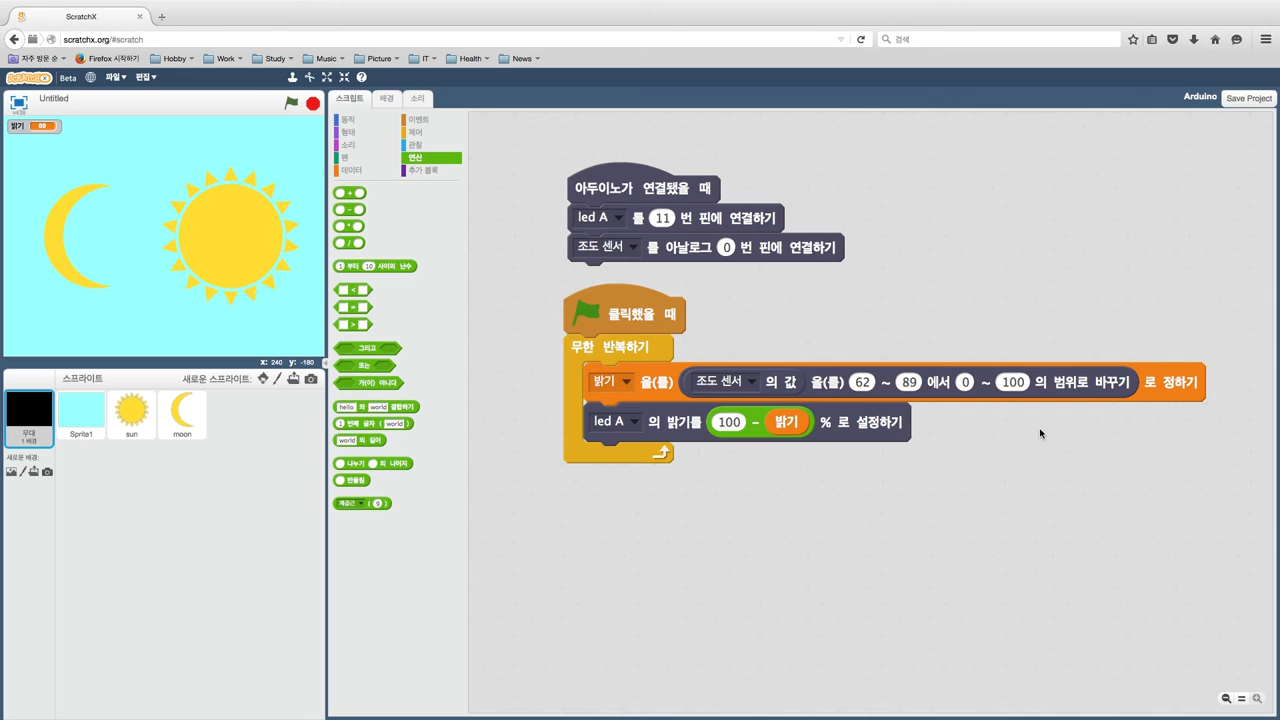 ScratchX
scratchx.org/#scratch
검색
자주 방문 순 Firefox 시작하기 Hobby Work Study Music Picture IT Health News
SCRATCHX Beta 파일 편집
Untitled
v439
스크립트 배경 소리
Arduino Save Project
밝기 89
동작 이벤트
형태 제어
소리 관찰
펜 연산
데이터 추가 블록
+
-
*
/
1 부터 10 사이의 난수
<
=
>
그리고
또는
가(이) 아니다
hello 와 world 결합하기
1 번째 글자 ( world )
world 의 길이
나누기 의 나머지
반올림
제곱근 ( 9 )
아두이노가 연결됐을 때
led A 를 11 번 핀에 연결하기
조도 센서 를 아날로그 0 번 핀에 연결하기
클릭했을 때
무한 반복하기
밝기 을(를) 조도 센서 의 값 을(를) 62 ~ 89 에서 0 ~ 100 의 범위로 바꾸기 로 정하기
led A 의 밝기를 100 - 밝기 % 로 설정하기
x: 240 y: -180
스프라이트 새로운 스프라이트:
무대
1 배경
Sprite1 sun moon
새로운 배경: